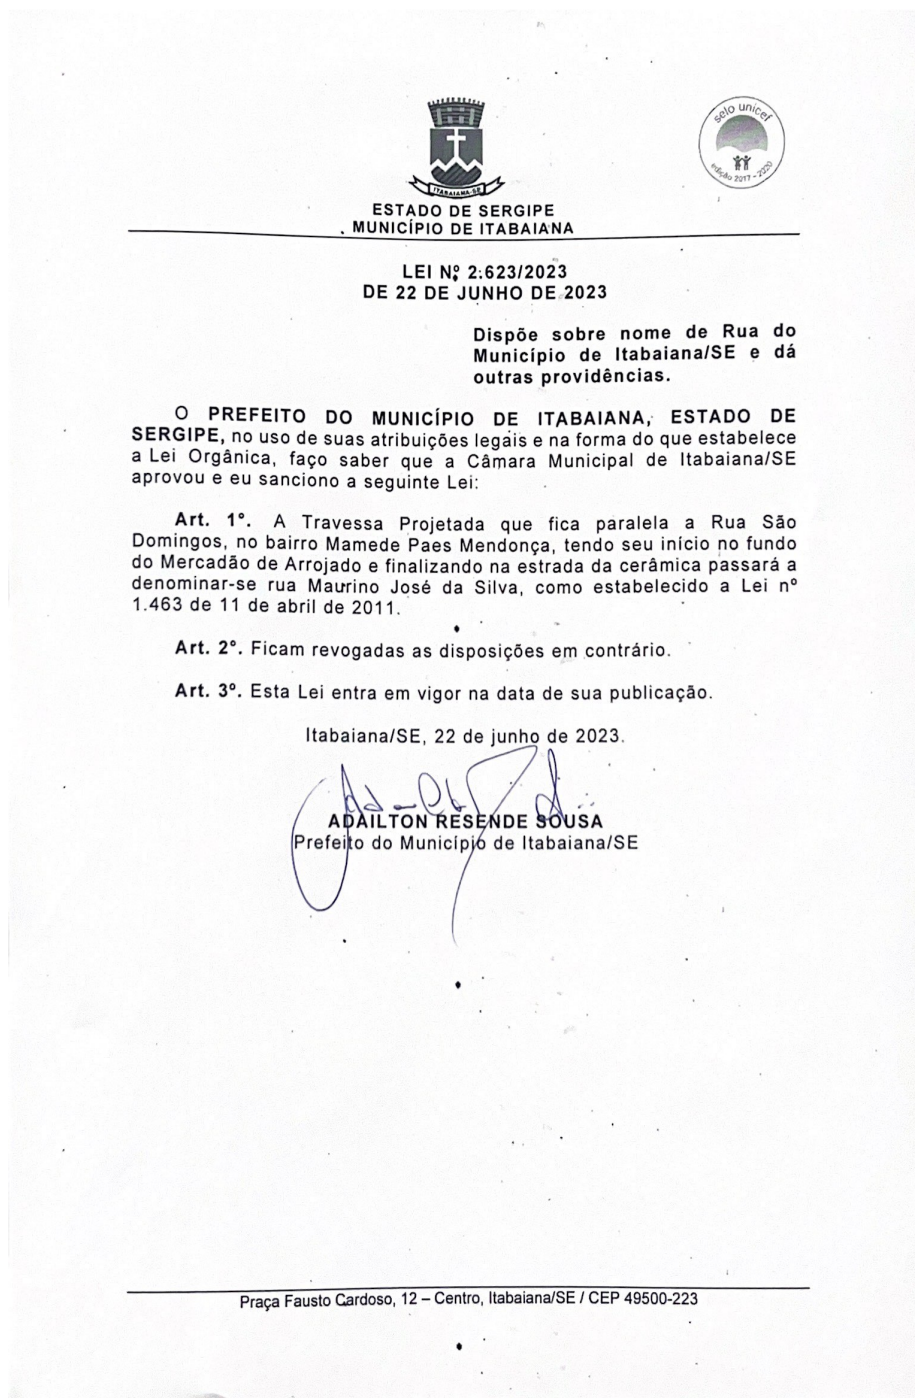 selo unicef
edição 2017 - 2020
ITABAIANA-SE
ESTADO DE SERGIPE
MUNICÍPIO DE ITABAIANA
LEI Nº 2.623/2023
DE 22 DE JUNHO DE 2023
Dispõe sobre nome de Rua do
Município de Itabaiana/SE e dá
outras providências.
O PREFEITO DO MUNICÍPIO DE ITABAIANA, ESTADO DE
SERGIPE, no uso de suas atribuições legais e na forma do que estabelece
a Lei Orgânica, faço saber que a Câmara Municipal de Itabaiana/SE
aprovou e eu sanciono a seguinte Lei:
Art. 1º. A Travessa Projetada que fica paralela a Rua São
Domingos, no bairro Mamede Paes Mendonça, tendo seu início no fundo
do Mercadão de Arrojado e finalizando na estrada da cerâmica passará a
denominar-se rua Maurino José da Silva, como estabelecido a Lei nº
1.463 de 11 de abril de 2011.
Art. 2º. Ficam revogadas as disposições em contrário.
Art. 3º. Esta Lei entra em vigor na data de sua publicação.
Itabaiana/SE, 22 de junho de 2023.
ADAILTON RESENDE SOUSA
Prefeito do Município de Itabaiana/SE
Praça Fausto Cardoso, 12 – Centro, Itabaiana/SE / CEP 49500-223